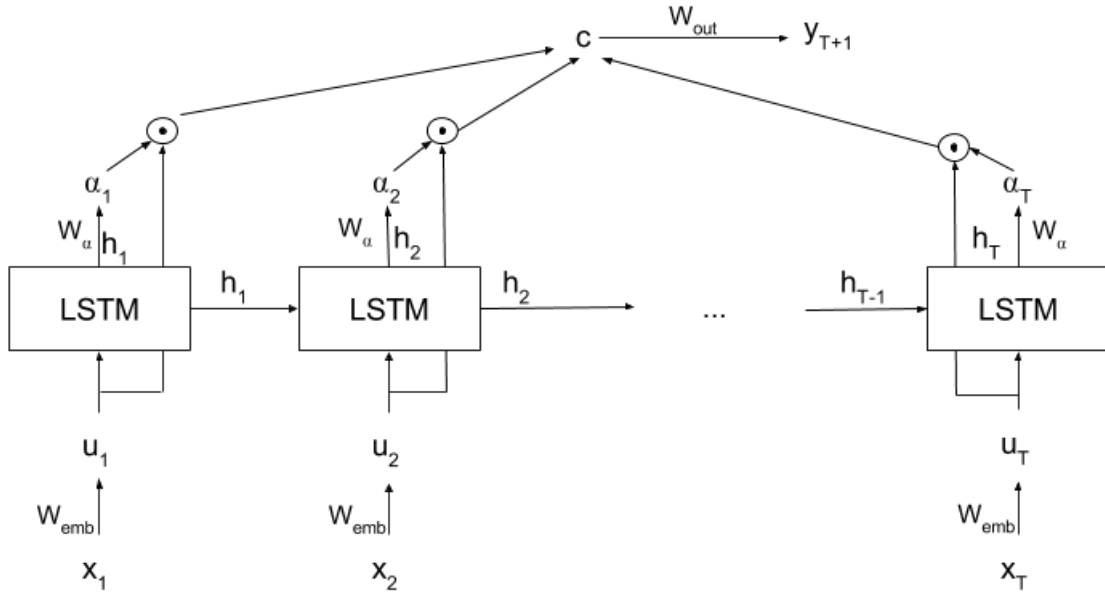 c W_out y_T+1
α_1 α_2 α_T
W_α h_1 W_α h_2 h_T W_α
LSTM h_1 LSTM h_2 ... h_T-1 LSTM
u_1 u_2 u_T
W_emb W_emb W_emb
x_1 x_2 x_T